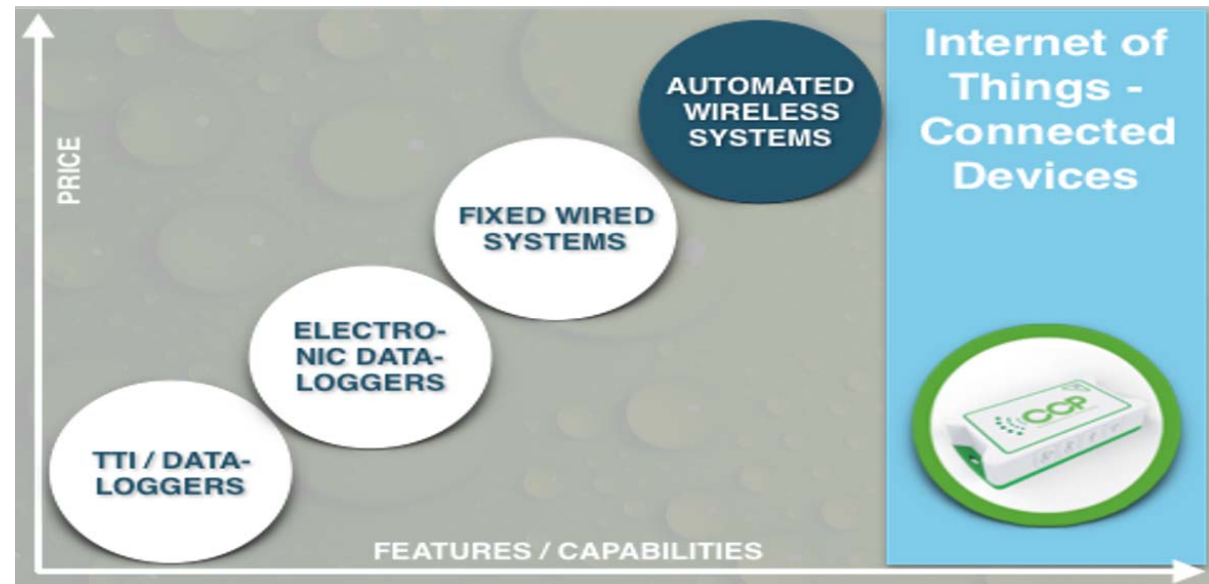 PRICE
AUTOMATED
WIRELESS
SYSTEMS
FIXED WIRED
SYSTEMS
ELECTRO-
NIC DATA-
LOGGERS
TTI / DATA-
LOGGERS
FEATURES / CAPABILITIES
Internet of
Things -
Connected
Devices
CCP